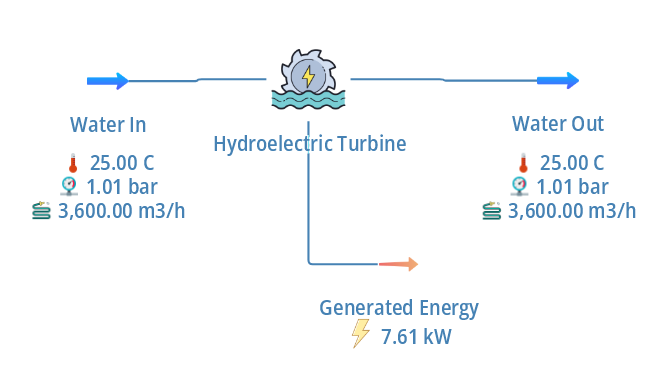 Water In
25.00 C
1.01 bar
3,600.00 m3/h
Hydroelectric Turbine
Water Out
25.00 C
1.01 bar
3,600.00 m3/h
Generated Energy
7.61 kW